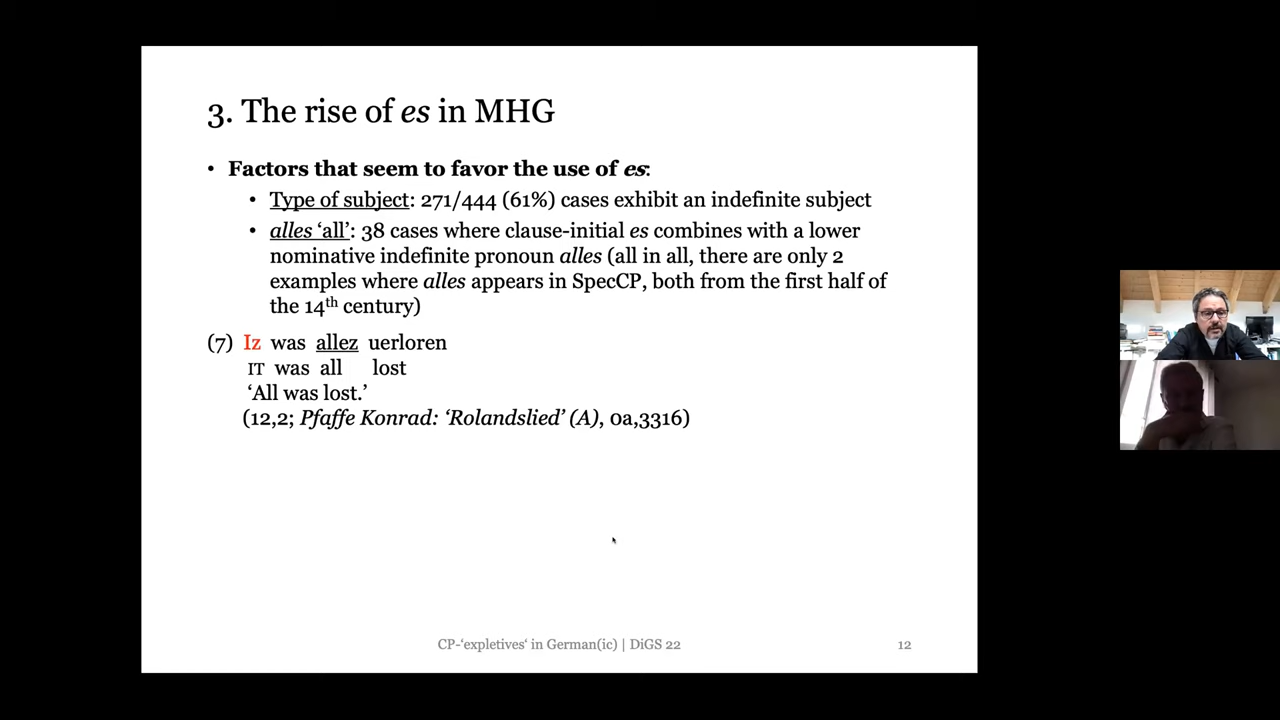 3. The rise of es in MHG
• Factors that seem to favor the use of es:
• Type of subject: 271/444 (61%) cases exhibit an indefinite subject
• alles ‘all’: 38 cases where clause-initial es combines with a lower
nominative indefinite pronoun alles (all in all, there are only 2
examples where alles appears in SpecCP, both from the first half of
the 14th century)
(7) Iz was allez uerloren
IT was all lost
‘All was lost.’
(12,2; Pfaffe Konrad: ‘Rolandslied’ (A), 0a,3316)
CP-‘expletives‘ in German(ic) | DiGS 22
12